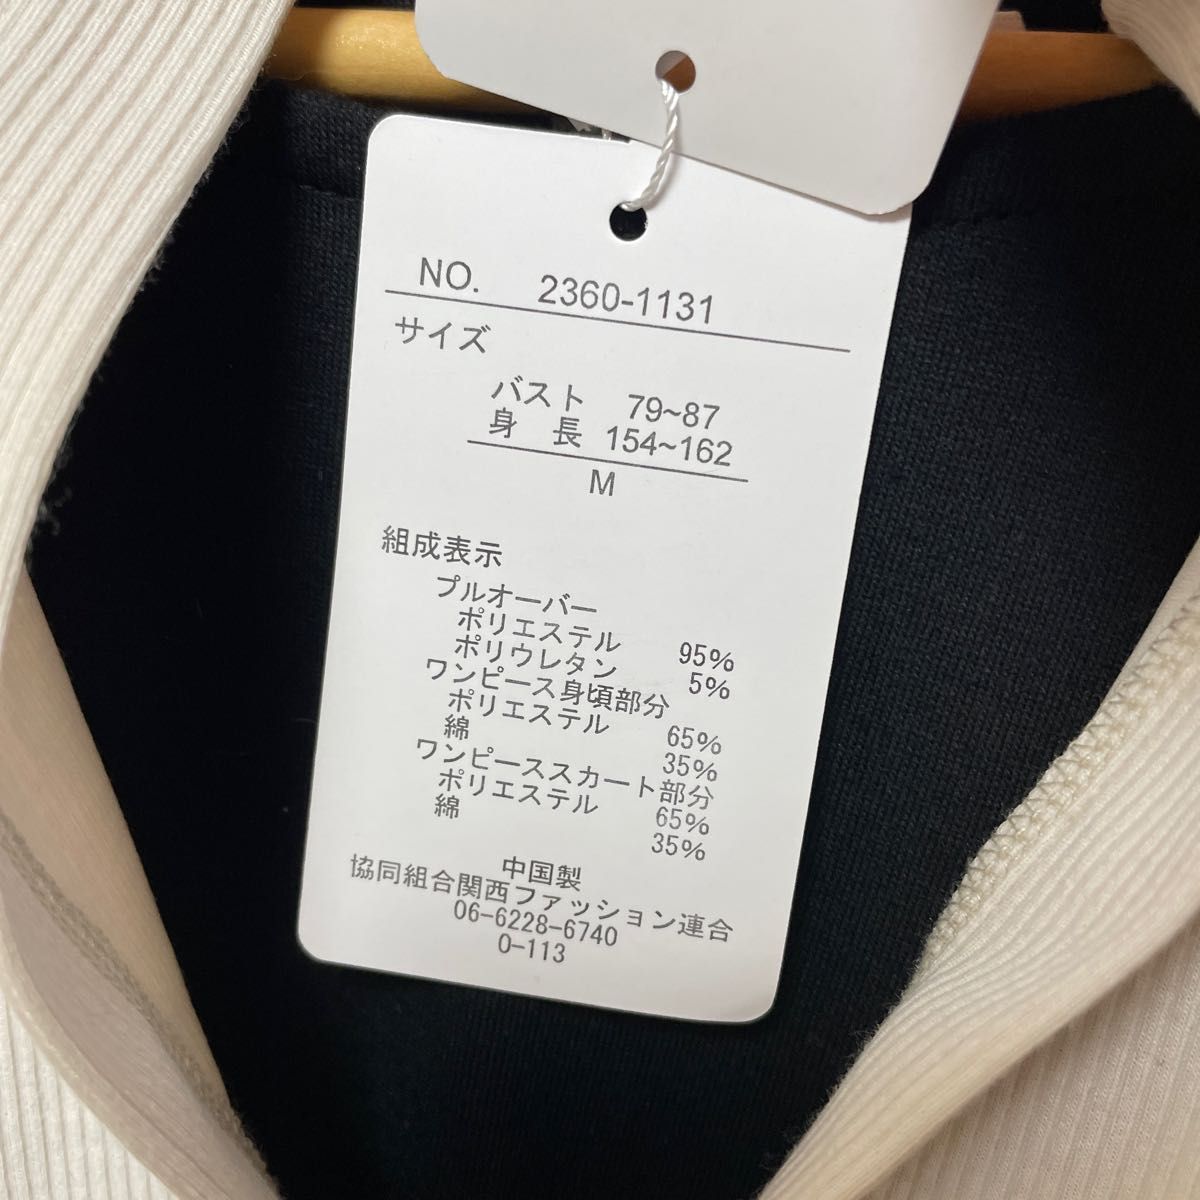 NO. 2360-1131
サイズ
バスト 79~87
身 長 154~162
M
組成表示
プルオーバー
ポリエステル 95%
ポリウレタン 5%
ワンピース身頃部分
ポリエステル 65%
綿 35%
ワンピーススカート部分
ポリエステル 65%
綿 35%
中国製
協同組合関西ファッション連合
06-6228-6740
O-113